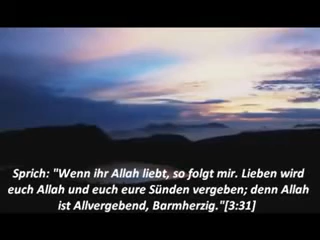 Sprich: "Wenn ihr Allah liebt, so folgt mir. Lieben wird
euch Allah und euch eure Sünden vergeben; denn Allah
ist Allvergebend, Barmherzig."[3:31]